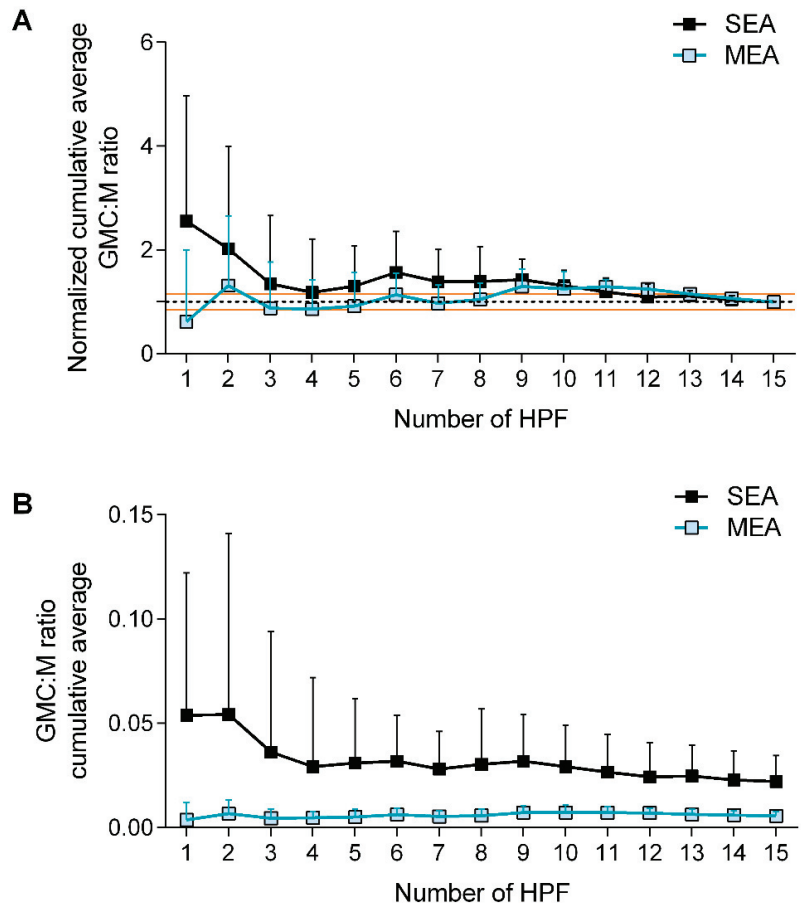 A
SEA
MEA
Normalized cumulative average
GMC:M ratio
6
4
2
0
1 2 3 4 5 6 7 8 9 10 11 12 13 14 15
Number of HPF
B
SEA
MEA
GMC:M ratio
cumulative average
0.15
0.10
0.05
0.00
1 2 3 4 5 6 7 8 9 10 11 12 13 14 15
Number of HPF